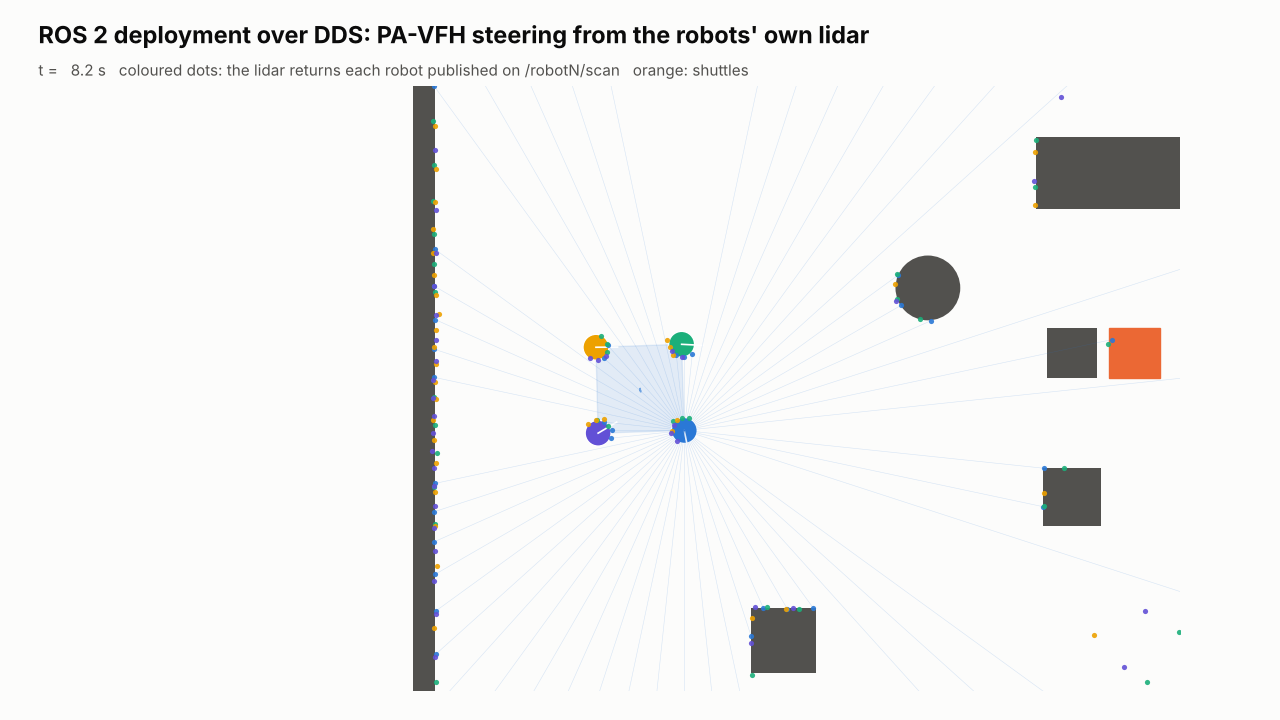 ROS 2 deployment over DDS: PA-VFH steering from the robots' own lidar
t =   8.2 s   coloured dots: the lidar returns each robot published on /robotN/scan   orange: shuttles